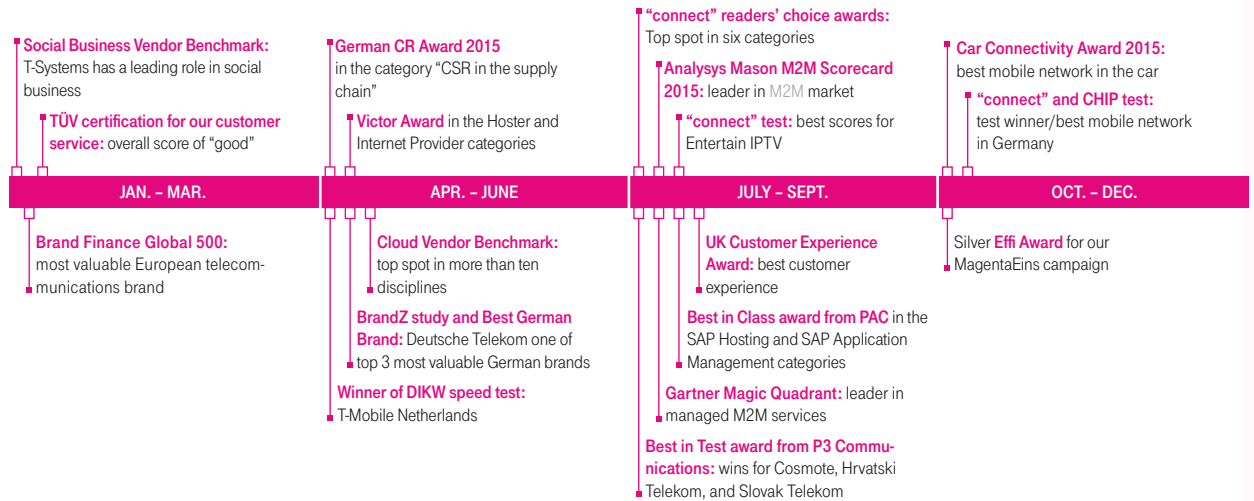 Social Business Vendor Benchmark:
T-Systems has a leading role in social
business
TÜV certification for our customer
service: overall score of “good”
German CR Award 2015
in the category “CSR in the supply
chain”
Victor Award in the Hoster and
Internet Provider categories
“connect” readers’ choice awards:
Top spot in six categories
Analysys Mason M2M Scorecard
2015: leader in M2M market
“connect” test: best scores for
Entertain IPTV
Car Connectivity Award 2015:
best mobile network in the car
“connect” and CHIP test:
test winner/best mobile network
in Germany
JAN. – MAR.
APR. – JUNE
JULY – SEPT.
OCT. – DEC.
Brand Finance Global 500:
most valuable European telecom-
munications brand
Cloud Vendor Benchmark:
top spot in more than ten
disciplines
BrandZ study and Best German
Brand: Deutsche Telekom one of
top 3 most valuable German brands
Winner of DIKW speed test:
T-Mobile Netherlands
UK Customer Experience
Award: best customer
experience
Best in Class award from PAC in the
SAP Hosting and SAP Application
Management categories
Gartner Magic Quadrant: leader in
managed M2M services
Best in Test award from P3 Commu-
nications: wins for Cosmote, Hrvatski
Telekom, and Slovak Telekom
Silver Effi Award for our
MagentaEins campaign